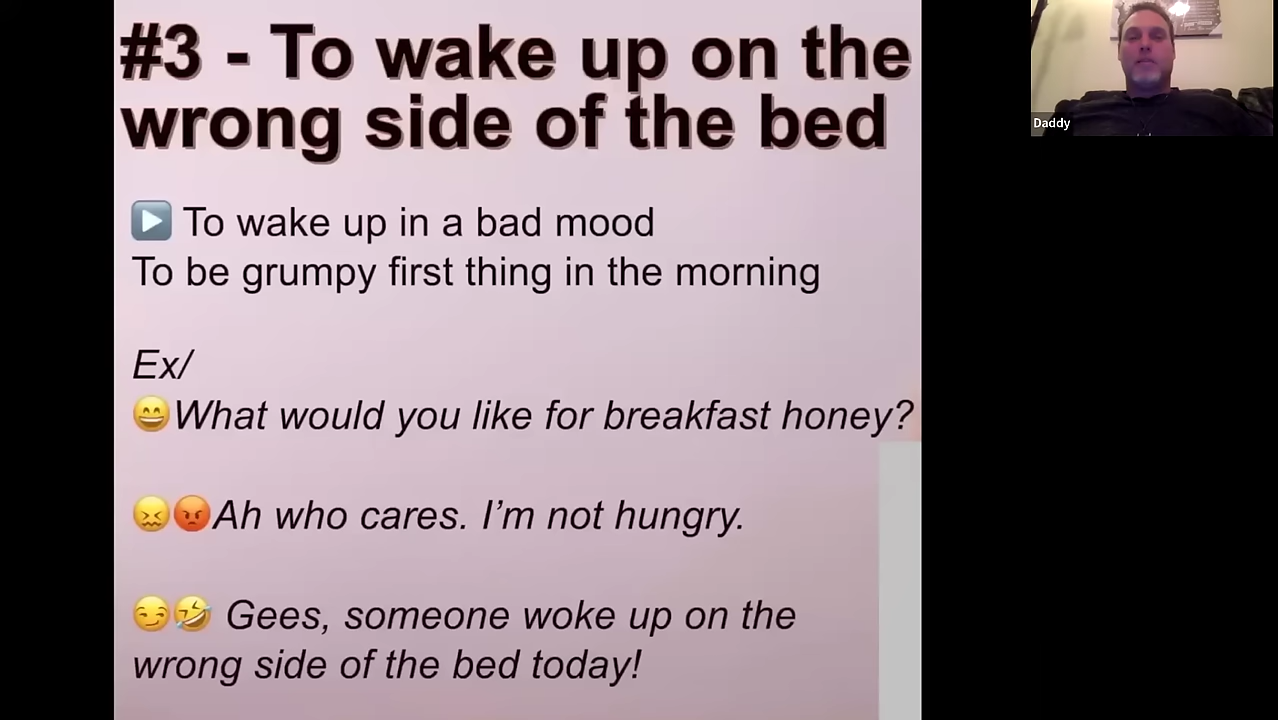 #3 - To wake up on the
wrong side of the bed
▶️ To wake up in a bad mood
To be grumpy first thing in the morning
Ex/
😄What would you like for breakfast honey?
😖😡Ah who cares. I'm not hungry.
😏🤣 Gees, someone woke up on the
wrong side of the bed today!
Daddy